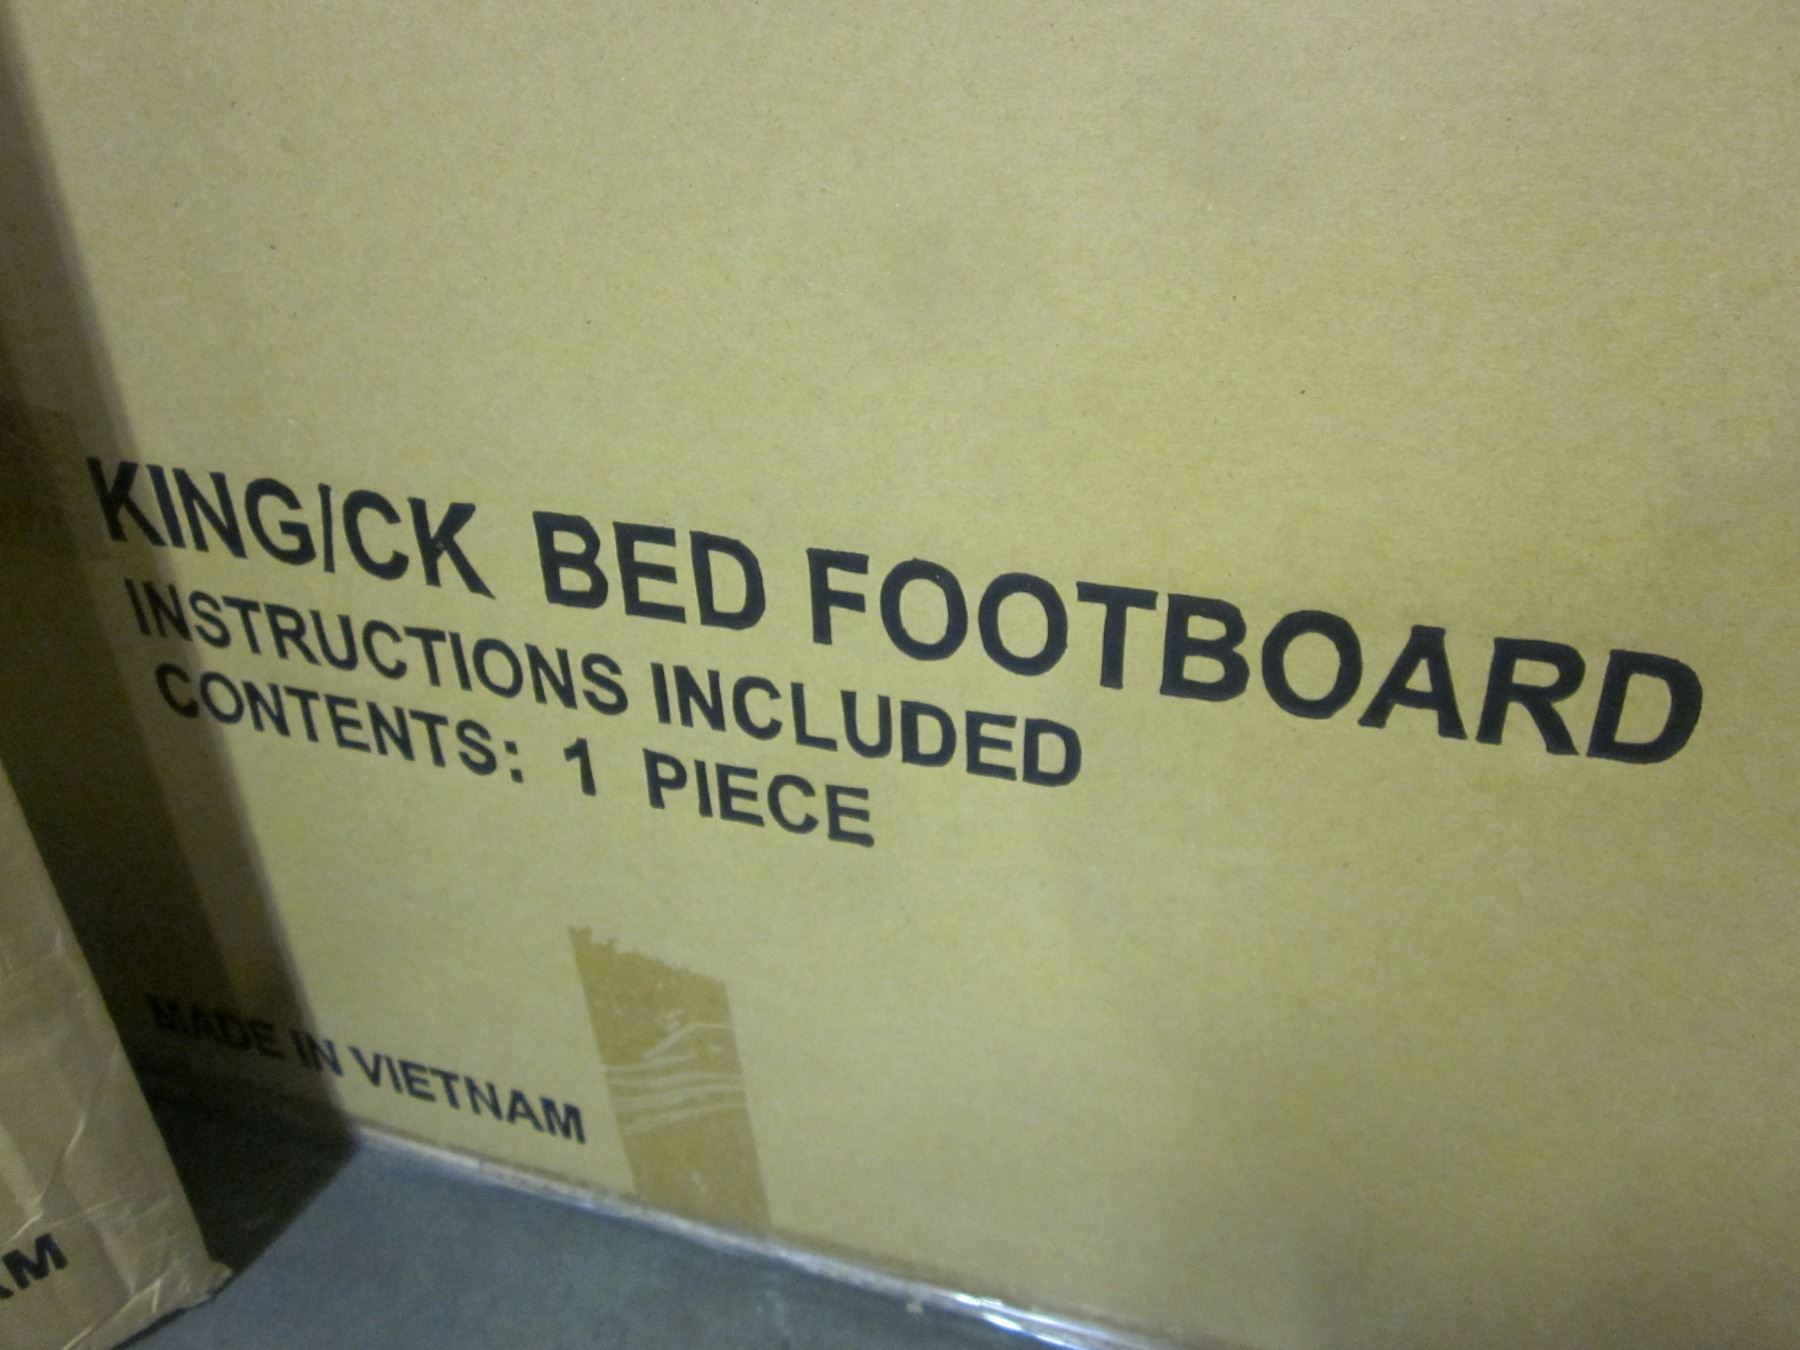 KING/CK BED FOOTBOARD
INSTRUCTIONS INCLUDED
CONTENTS: 1 PIECE
MADE IN VIETNAM